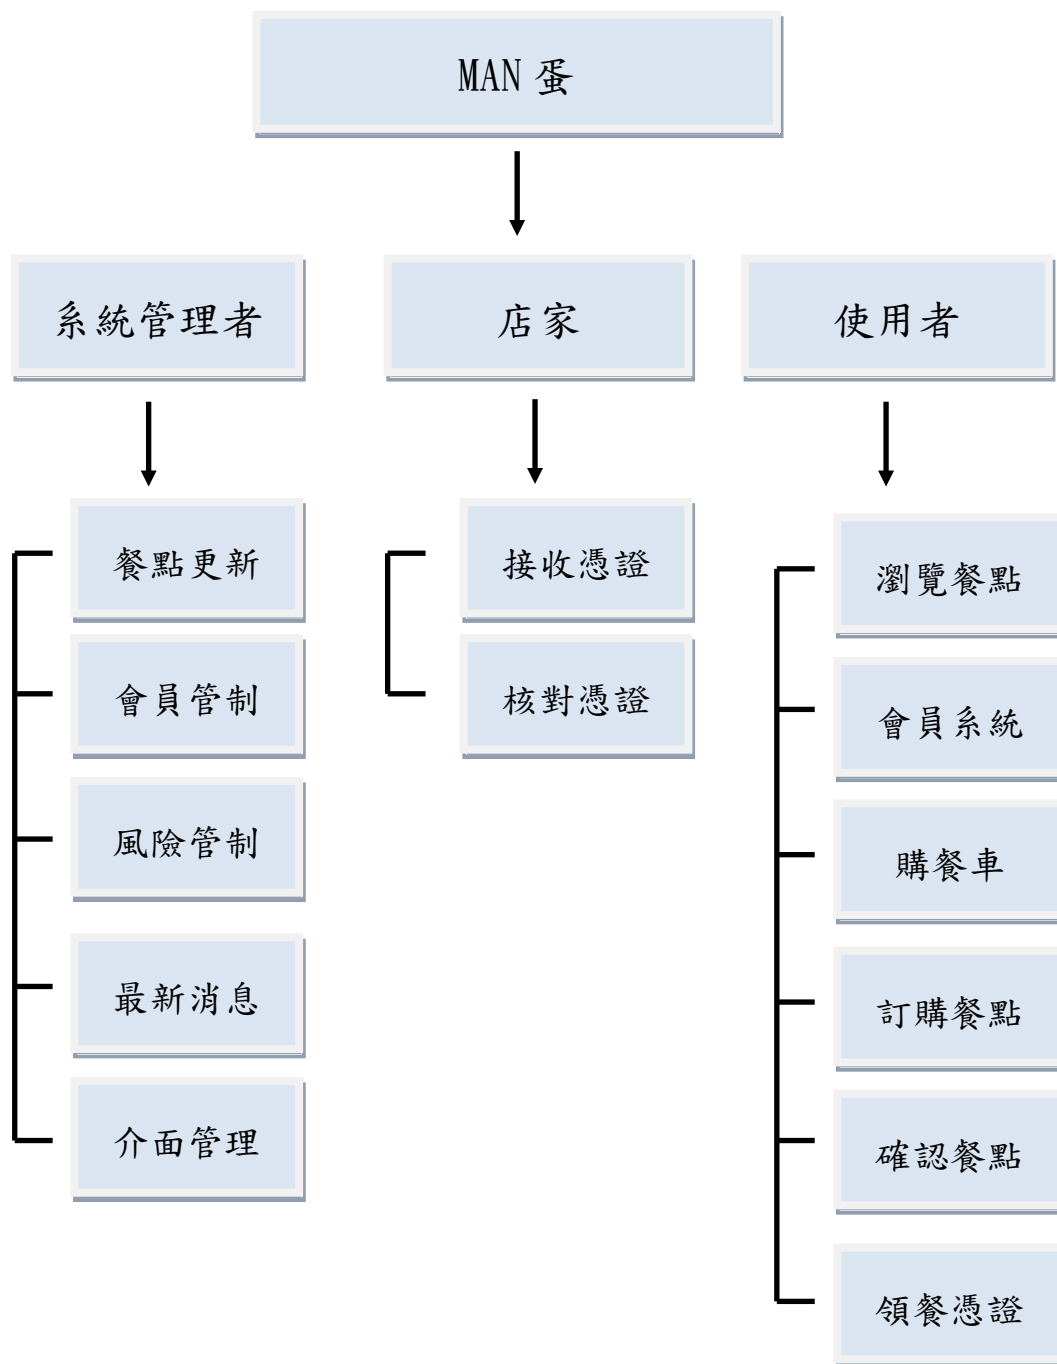 MAN 蛋
系統管理者
店家
使用者
餐點更新
會員管制
風險管制
最新消息
介面管理
接收憑證
核對憑證
瀏覽餐點
會員系統
購餐車
訂購餐點
確認餐點
領餐憑證